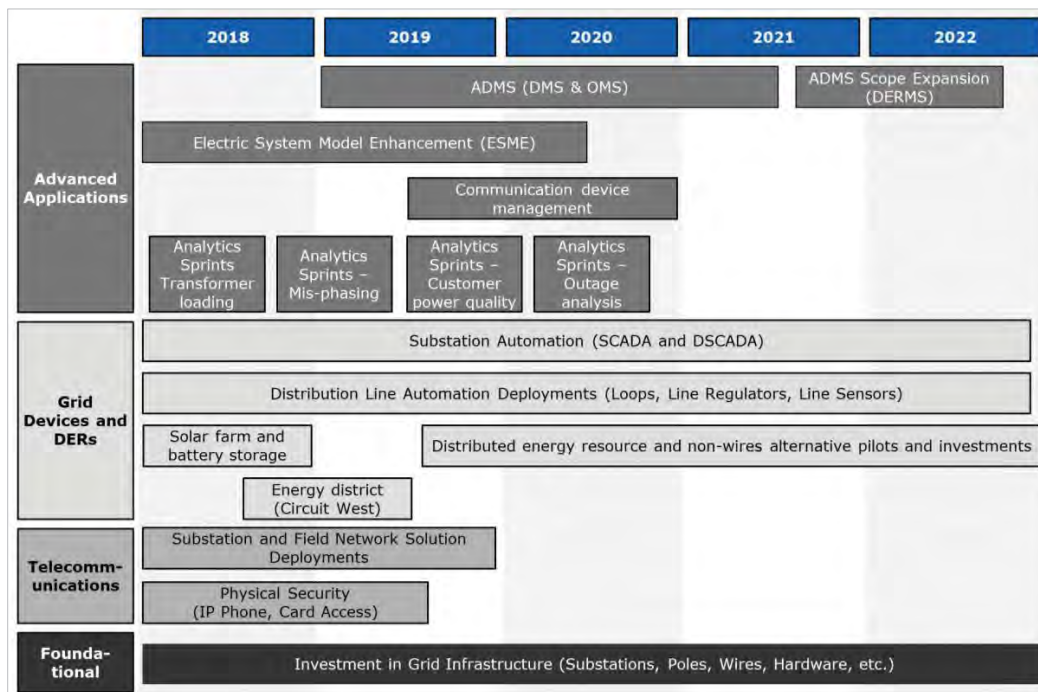 2018
2019
2020
2021
2022
Advanced
Applications
ADMS (DMS & OMS)
ADMS Scope Expansion
(DERMS)
Electric System Model Enhancement (ESME)
Communication device
management
Analytics
Sprints
Transformer
loading
Analytics
Sprints –
Mis-phasing
Analytics
Sprints –
Customer
power quality
Analytics
Sprints –
Outage
analysis
Grid
Devices and
DERs
Substation Automation (SCADA and DSCADA)
Distribution Line Automation Deployments (Loops, Line Regulators, Line Sensors)
Solar farm and
battery storage
Distributed energy resource and non-wires alternative pilots and investments
Energy district
(Circuit West)
Telecomm-
unications
Substation and Field Network Solution
Deployments
Physical Security
(IP Phone, Card Access)
Founda-
tional
Investment in Grid Infrastructure (Substations, Poles, Wires, Hardware, etc.)